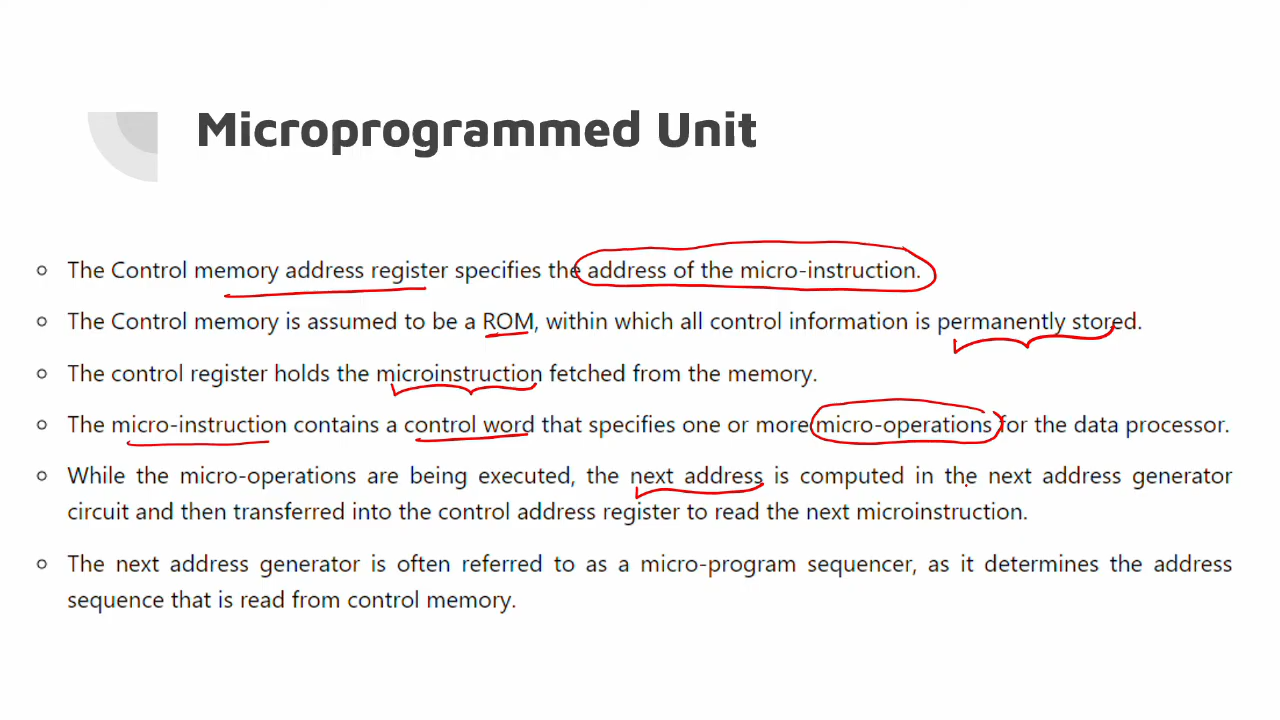 Microprogrammed Unit
The Control memory address register specifies the address of the micro-instruction.
The Control memory is assumed to be a ROM, within which all control information is permanently stored.
The control register holds the microinstruction fetched from the memory.
The micro-instruction contains a control word that specifies one or more micro-operations for the data processor.
While the micro-operations are being executed, the next address is computed in the next address generator
circuit and then transferred into the control address register to read the next microinstruction.
The next address generator is often referred to as a micro-program sequencer, as it determines the address
sequence that is read from control memory.